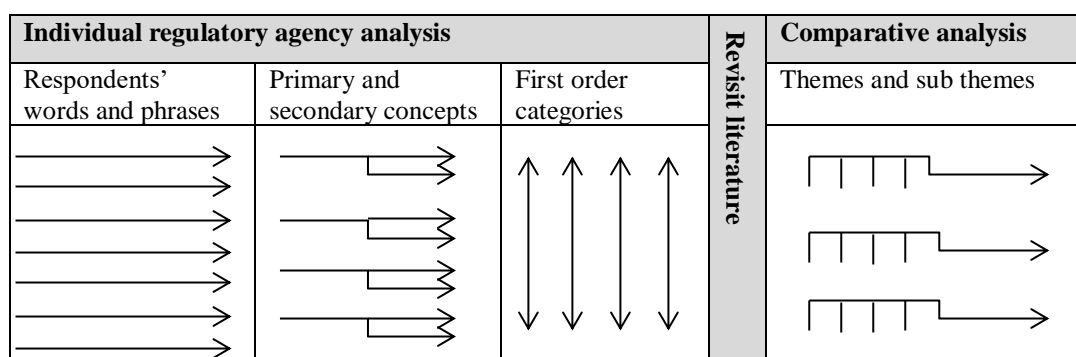 Individual regulatory agency analysis
Respondents’
words and phrases
Primary and
secondary concepts
First order
categories
Revisit literature
Comparative analysis
Themes and sub themes